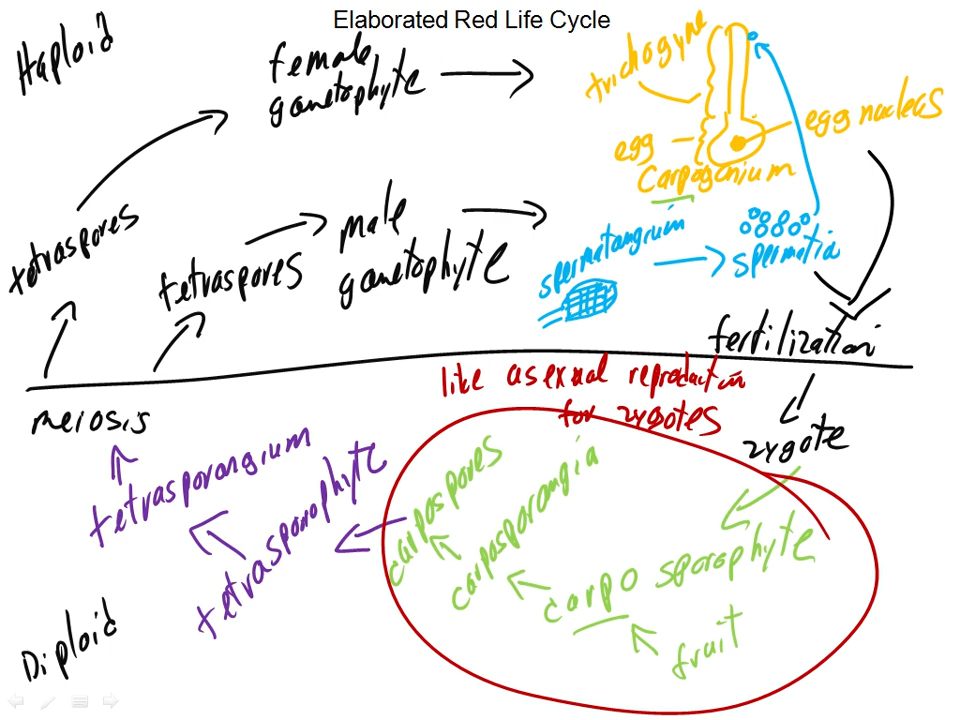 Elaborated Red Life Cycle
Haploid
female
gametophyte
trichogyne
egg
egg nucleus
Carpogonium
tetraspores
tetraspores
male
gametophyte
spermatangium
spermatia
fertilization
like asexual reproduction
for zygotes
meiosis
zygote
tetrasporangium
tetrasporophyte
carpospores
carposporangia
carpo sporophyte
fruit
Diploid